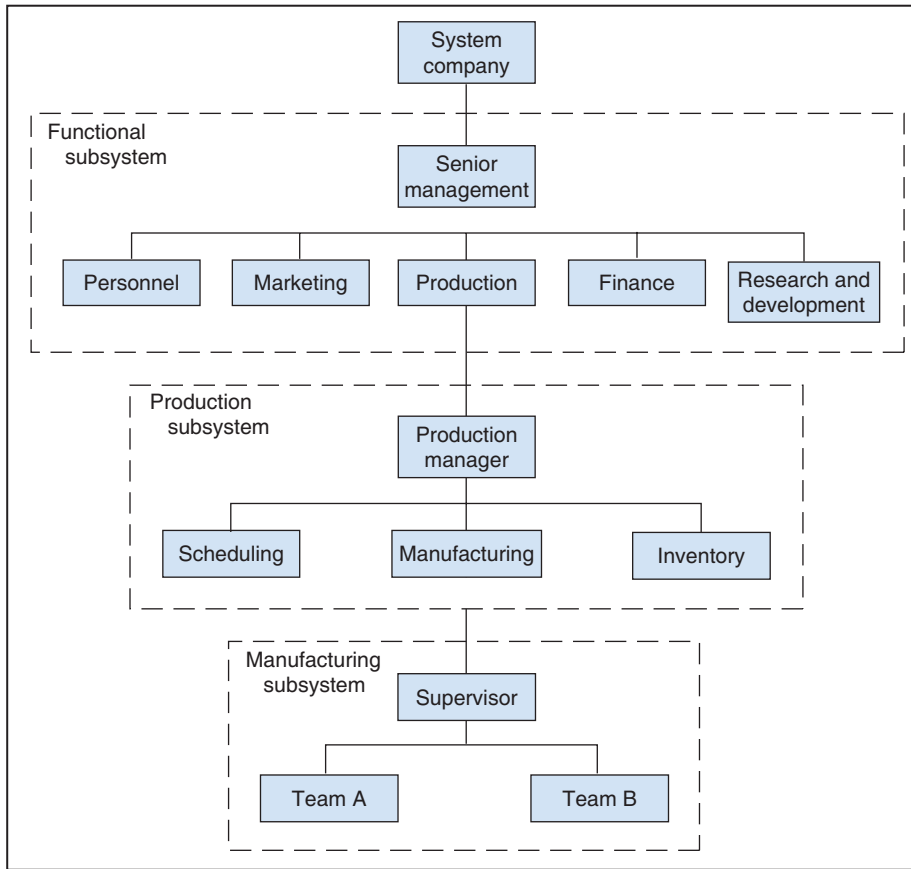 System
company
Functional
subsystem
Senior
management
Personnel
Marketing
Production
Finance
Research and
development
Production
subsystem
Production
manager
Scheduling
Manufacturing
Inventory
Manufacturing
subsystem
Supervisor
Team A
Team B